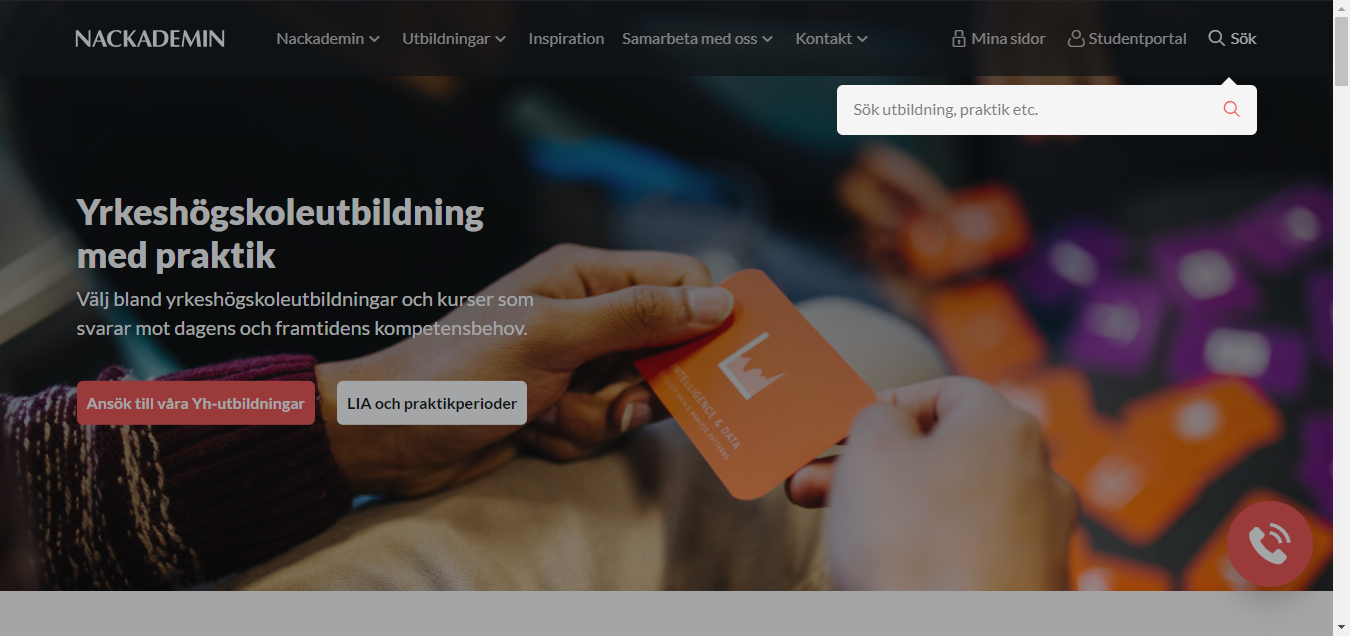 NACKADEMIN
Nackademin Utbildningar Inspiration Samarbeta med oss Kontakt Mina sidor Studentportal Sök
Sök utbildning, praktik etc.
Yrkeshögskoleutbildning
med praktik
Välj bland yrkeshögskoleutbildningar och kurser som
svarar mot dagens och framtidens kompetensbehov.
Ansök till våra Yh-utbildningar LIA och praktikperioder
INTELLIGENCE & DATA